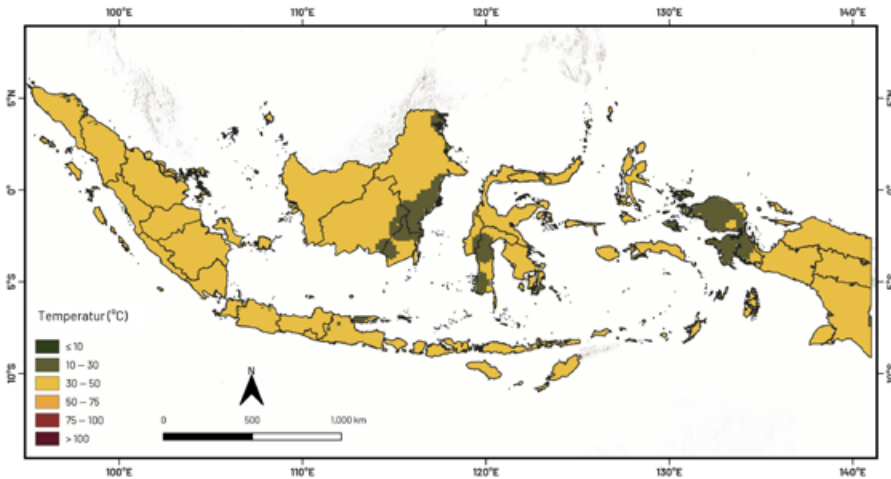 100°E 110°E 120°E 130°E 140°E
5°N 5°N
0° 0°
5°S 5°S
10°S 10°S
Temperatur (°C)
≤ 10
10 – 30
30 – 50
50 – 75
75 – 100
> 100
N
0 500 1,000 km
100°E 110°E 120°E 130°E 140°E